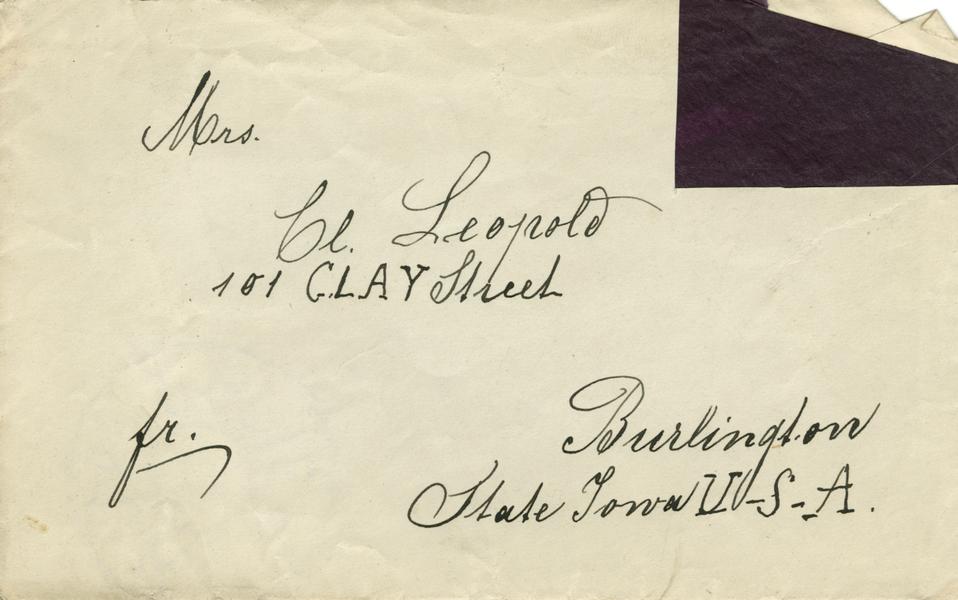 Mrs.
Cl. Leopold
101 CLAY Street
fr.
Burlington
State Iowa U-S-A.